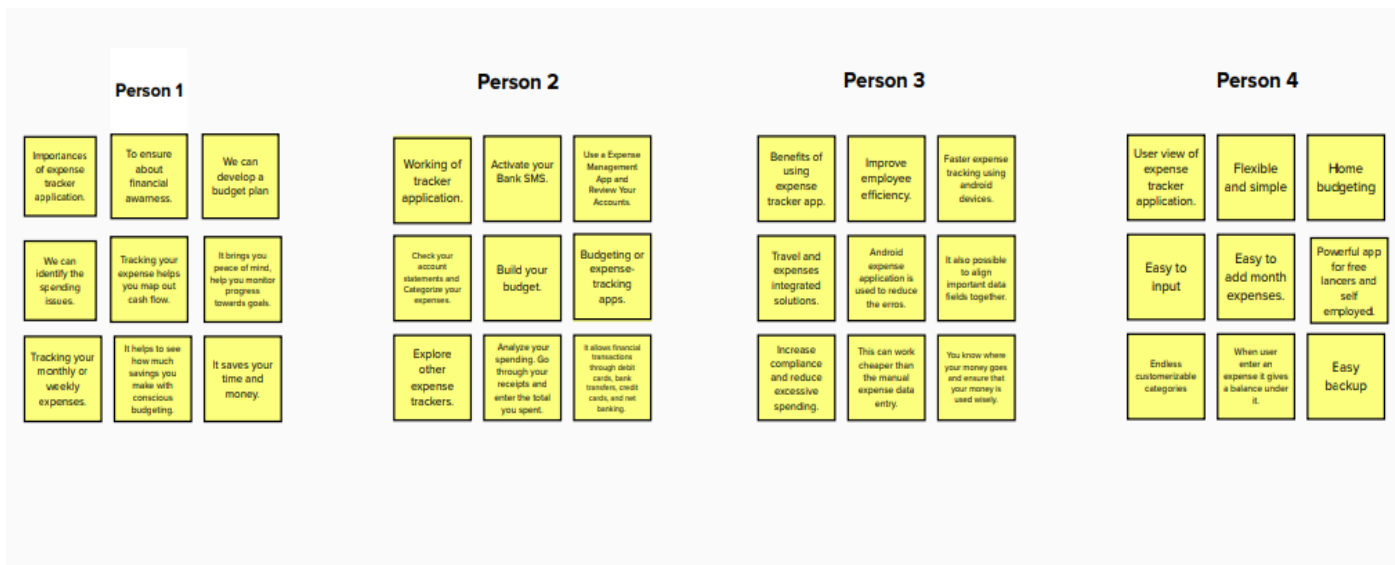 Person 1
Importances
of expense
tracker
application.
To ensure
about
financial
awarness.
We can
develop a
budget plan
We can
identify the
spending
issues.
Tracking your
expense helps
you map out
cash flow.
It brings you
peace of mind,
help you monitor
progress
towards goals.
Tracking your
monthly or
weekly
expenses.
It helps to see
how much
savings you
make with
conscious
budgeting.
It saves your
time and
money.
Person 2
Working of
tracker
application.
Activate your
Bank SMS.
Use a Expense
Management
App and
Review Your
Accounts.
Check your
account
statements and
Categorize your
expenses.
Build your
budget.
Budgeting or
expense-
tracking
apps.
Explore
other
expense
trackers.
Analyze your
spending. Go
through your
receipts and
enter the total
you spent.
It allows financial
transactions
through debit
cards, bank
transfers, credit
cards, and net
banking.
Person 3
Benefits of
using
expense
tracker app.
Improve
employee
efficiency.
Faster expense
tracking using
android
devices.
Travel and
expenses
integrated
solutions.
Android
expense
application is
used to reduce
the erros.
It also possible
to align
important data
fields together.
Increase
compliance
and reduce
excessive
spending.
This can work
cheaper than
the manual
expense data
entry.
You know where
your money goes
and ensure that
your money is
used wisely.
Person 4
User view of
expense
tracker
application.
Flexible
and simple
Home
budgeting
Easy to
input
Easy to
add month
expenses.
Powerful app
for free
lancers and
self
employed.
Endless
customerizable
categories
When user
enter an
expense it gives
a balance under
it.
Easy
backup